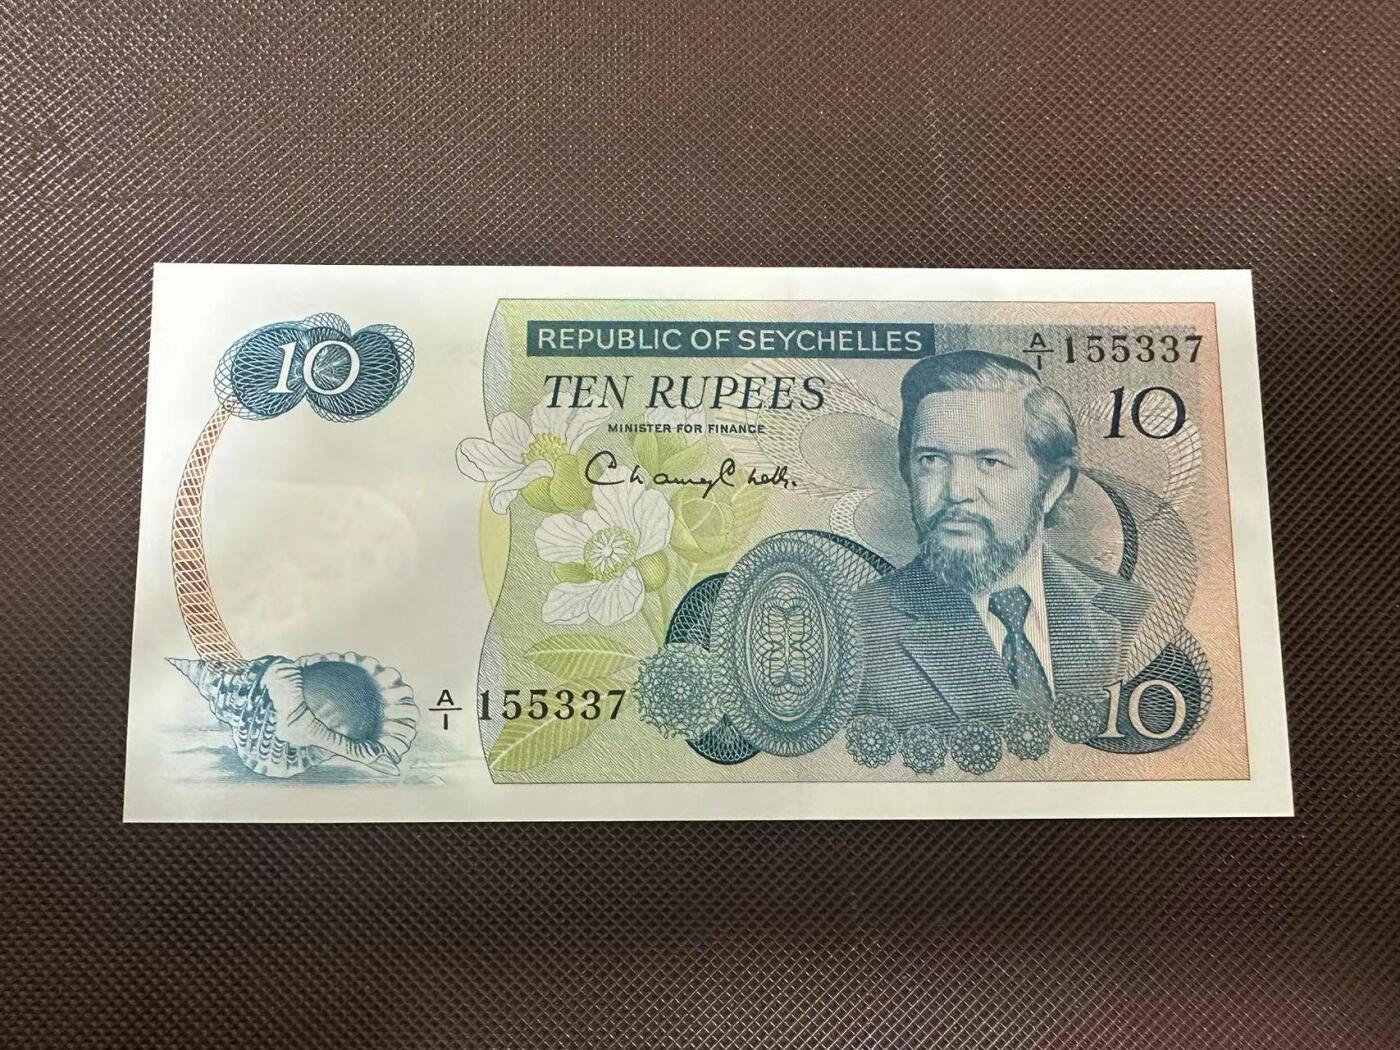 10
REPUBLIC OF SEYCHELLES
A/1 155337
TEN RUPEES
10
MINISTER FOR FINANCE
A/1 155337
10